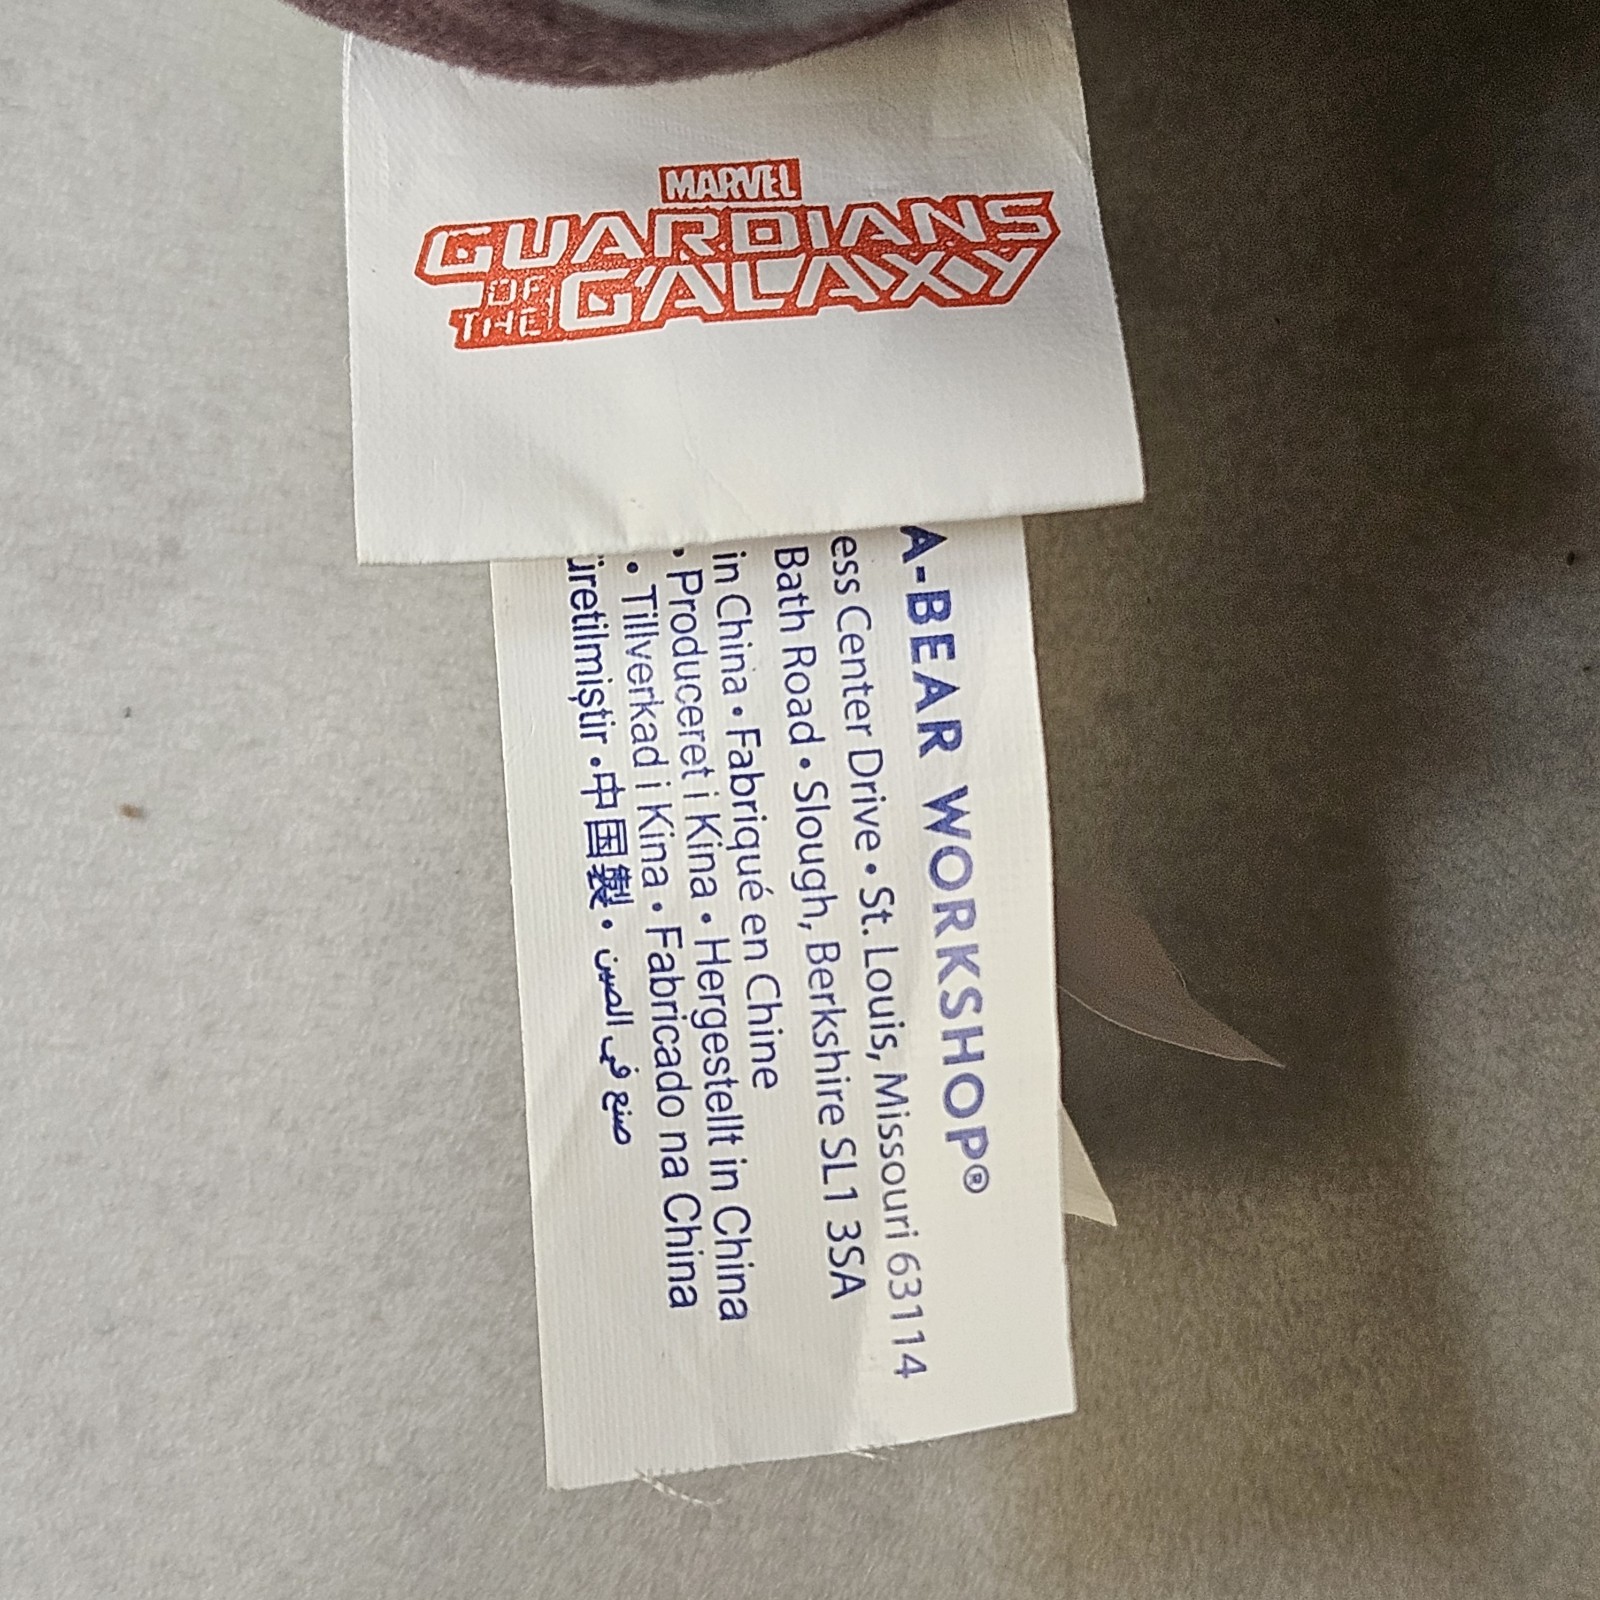 MARVEL
GUARDIANS
OF THE GALAXY
A-BEAR WORKSHOP®
Center Drive • St. Louis, Missouri 63114
Bath Road • Slough, Berkshire SL1 3SA
in China • Fabriqué en Chine
• Produceret i Kina • Hergestellt in China
• Tillverkad i Kina • Fabricado na China
üretilmiştir • 中国製 • صنع في الصين